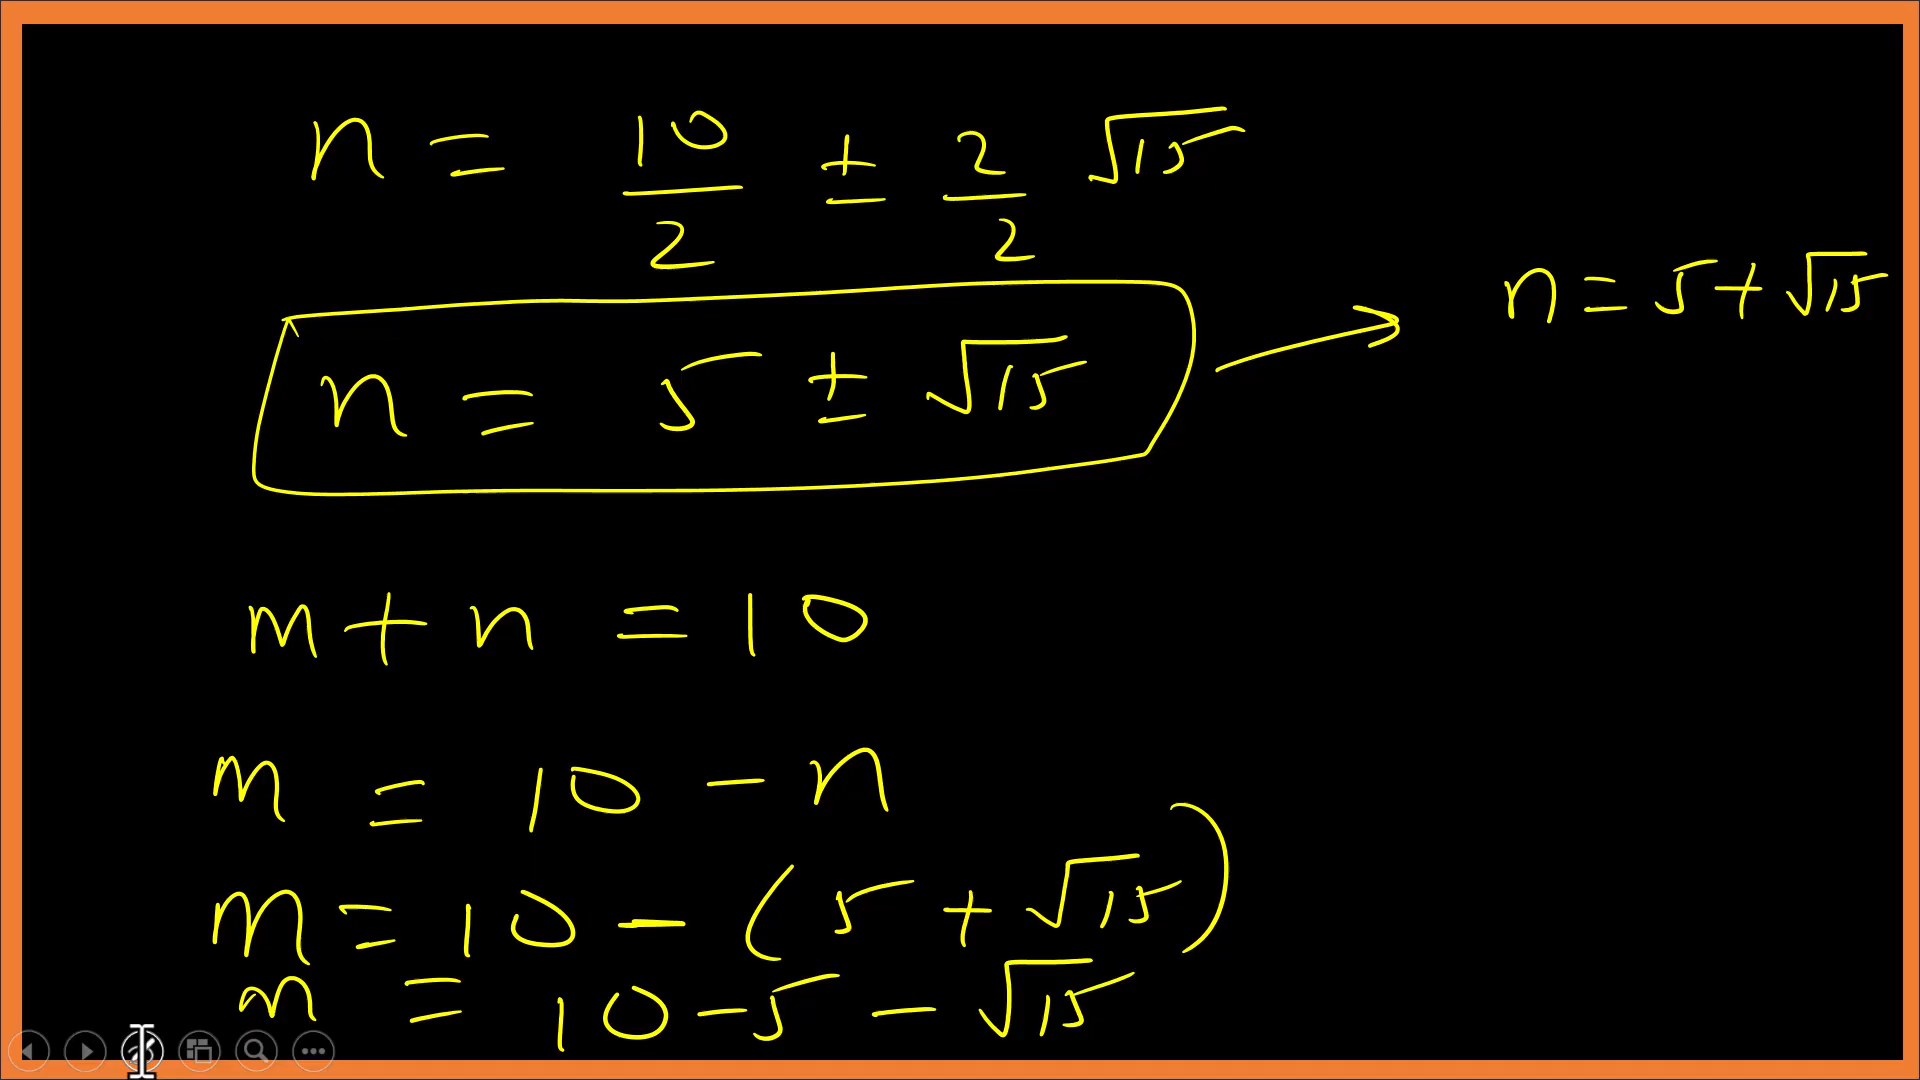 n = 10/2 ± 2/2 √15
n = 5 ± √15 → n = 5 + √15
m + n = 10
m = 10 - n
m = 10 - (5 + √15)
m = 10 - 5 - √15